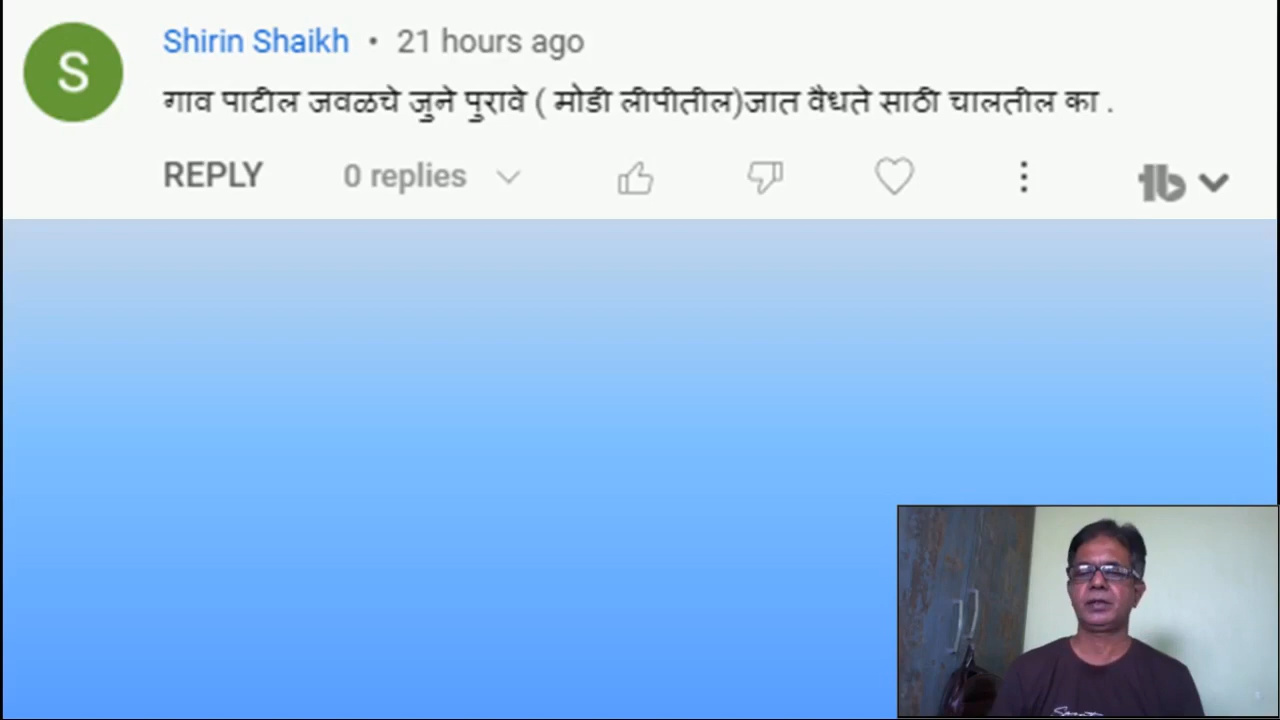 S
Shirin Shaikh • 21 hours ago
गाव पाटील जवळचे जुने पुरावे ( मोडी लीपीतील)जात वैधते साठी चालतील का .
REPLY 0 replies